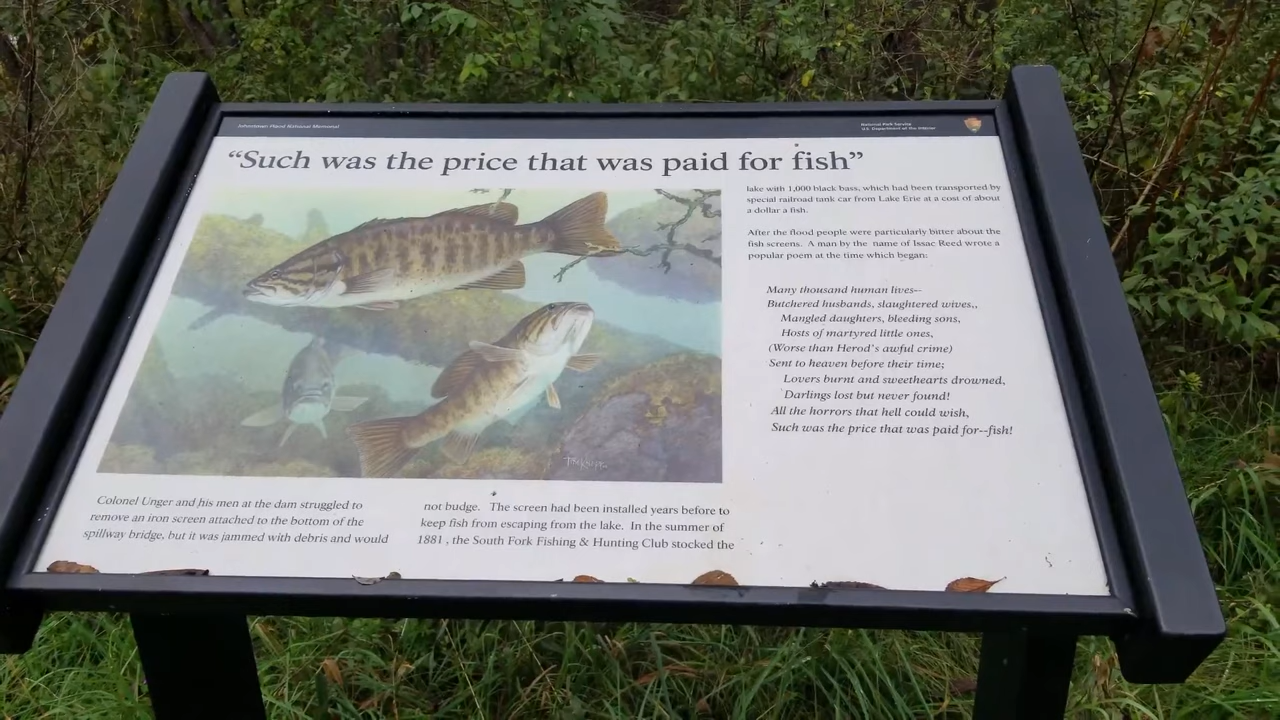 Johnstown Flood National Memorial
National Park Service
U.S. Department of the Interior
“Such was the price that was paid for fish”
Colonel Unger and his men at the dam struggled to
remove an iron screen attached to the bottom of the
spillway bridge, but it was jammed with debris and would
not budge. The screen had been installed years before to
keep fish from escaping from the lake. In the summer of
1881 , the South Fork Fishing & Hunting Club stocked the
lake with 1,000 black bass, which had been transported by
special railroad tank car from Lake Erie at a cost of about
a dollar a fish.
After the flood people were particularly bitter about the
fish screens. A man by the name of Issac Reed wrote a
popular poem at the time which began:
Many thousand human lives--
Butchered husbands, slaughtered wives,,
Mangled daughters, bleeding sons,
Hosts of martyred little ones,
(Worse than Herod's awful crime)
Sent to heaven before their time;
Lovers burnt and sweethearts drowned,
Darlings lost but never found!
All the horrors that hell could wish,
Such was the price that was paid for--fish!